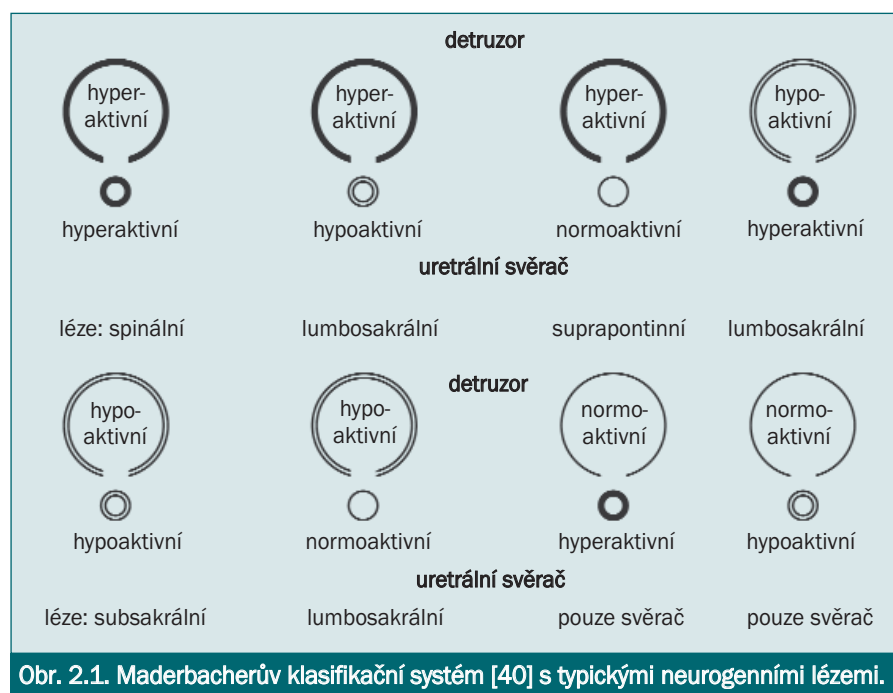 detruzor
hyper- hyper- hyper- hypo-
aktivní aktivní aktivní aktivní
hyperaktivní hypoaktivní normoaktivní hyperaktivní
uretrální svěrač
léze: spinální lumbosakrální suprapontinní lumbosakrální
detruzor
hypo- hypo- normo- normo-
aktivní aktivní aktivní aktivní
hypoaktivní normoaktivní hyperaktivní hypoaktivní
uretrální svěrač
léze: subsakrální lumbosakrální pouze svěrač pouze svěrač
Obr. 2.1. Maderbacherův klasifikační systém [40] s typickými neurogenními lézemi.